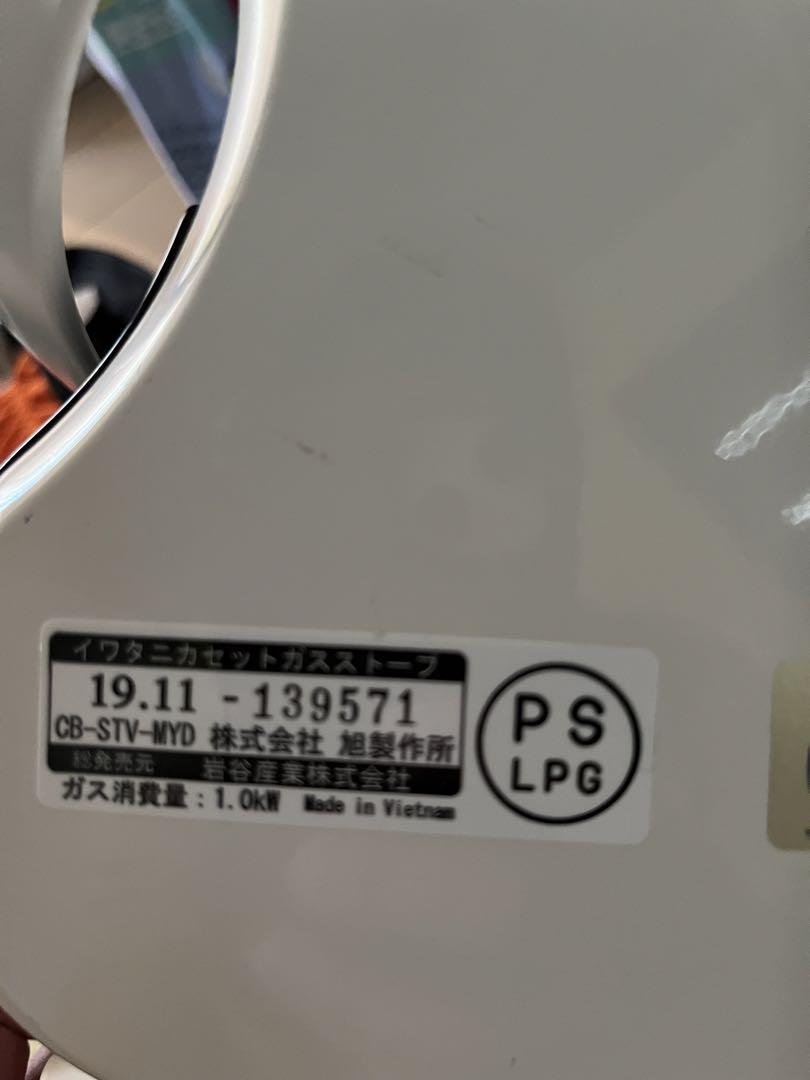 イワタニカセットガスストーブ
19.11 -139571
CB-STV-MYD 株式会社 旭製作所
総発売元 岩谷産業株式会社
ガス消費量：1.0kW Made in Vietnam
PS
LPG